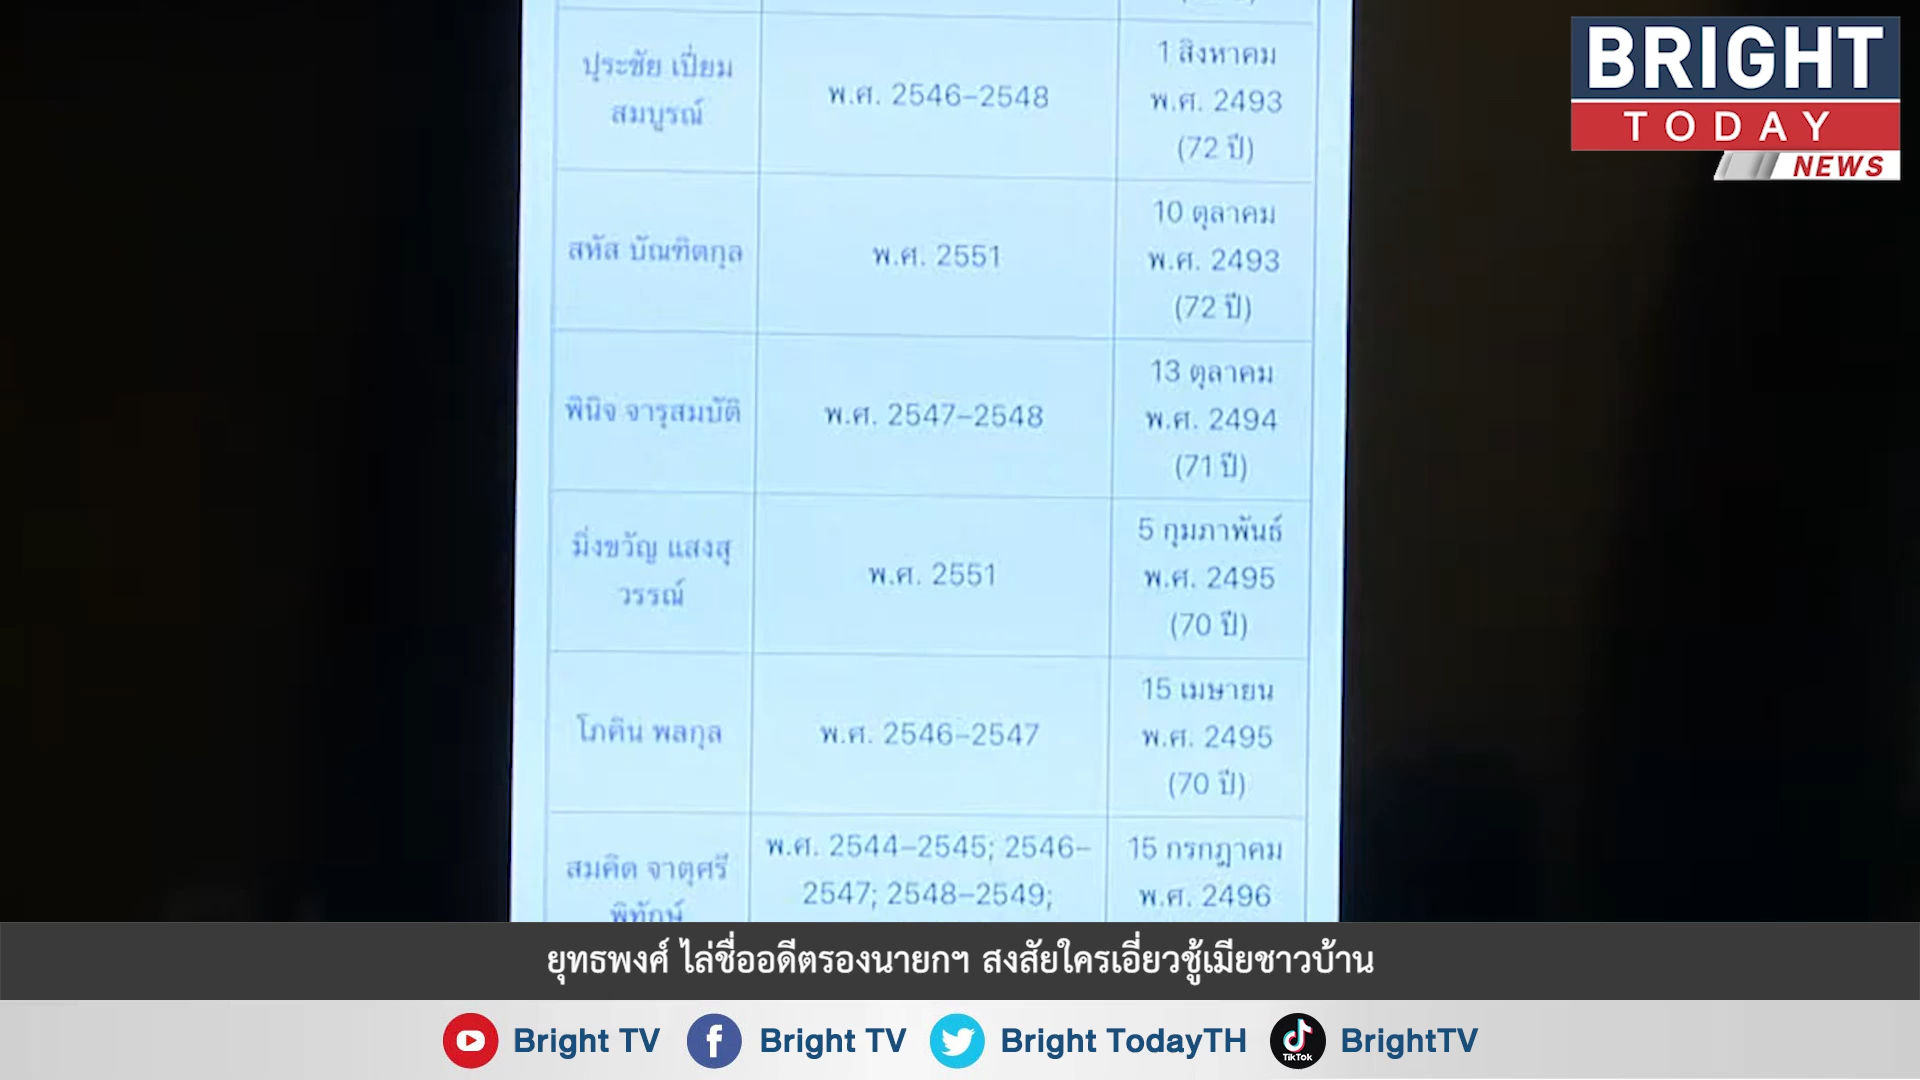 BRIGHT
TODAY
NEWS
ปุระชัย เปี่ยม
สมบูรณ์
พ.ศ. 2546–2548
1 สิงหาคม
พ.ศ. 2493
(72 ปี)
สหัส บัณฑิตกุล
พ.ศ. 2551
10 ตุลาคม
พ.ศ. 2493
(72 ปี)
พินิจ จารุสมบัติ
พ.ศ. 2547–2548
13 ตุลาคม
พ.ศ. 2494
(71 ปี)
มิ่งขวัญ แสงสุ
วรรณ์
พ.ศ. 2551
5 กุมภาพันธ์
พ.ศ. 2495
(70 ปี)
โภคิน พลกุล
พ.ศ. 2546–2547
15 เมษายน
พ.ศ. 2495
(70 ปี)
สมคิด จาตุศรี
พิทักษ์
พ.ศ. 2544–2545; 2546–
2547; 2548–2549;
15 กรกฎาคม
พ.ศ. 2496
ยุทธพงศ์ ไล่ชื่ออดีตรองนายกฯ สงสัยใครเอี่ยวชู้เมียชาวบ้าน
Bright TV
Bright TV
Bright TodayTH
TikTok
BrightTV